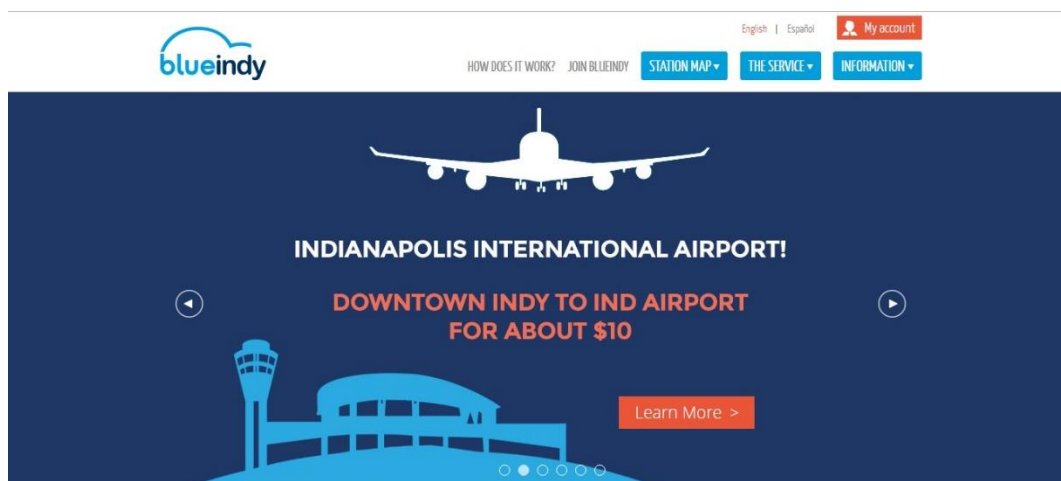 English | Español
My account
blueindy
HOW DOES IT WORK? JOIN BLUEINDY STATION MAP ▾ THE SERVICE ▾ INFORMATION ▾
INDIANAPOLIS INTERNATIONAL AIRPORT!
DOWNTOWN INDY TO IND AIRPORT
FOR ABOUT $10
Learn More >